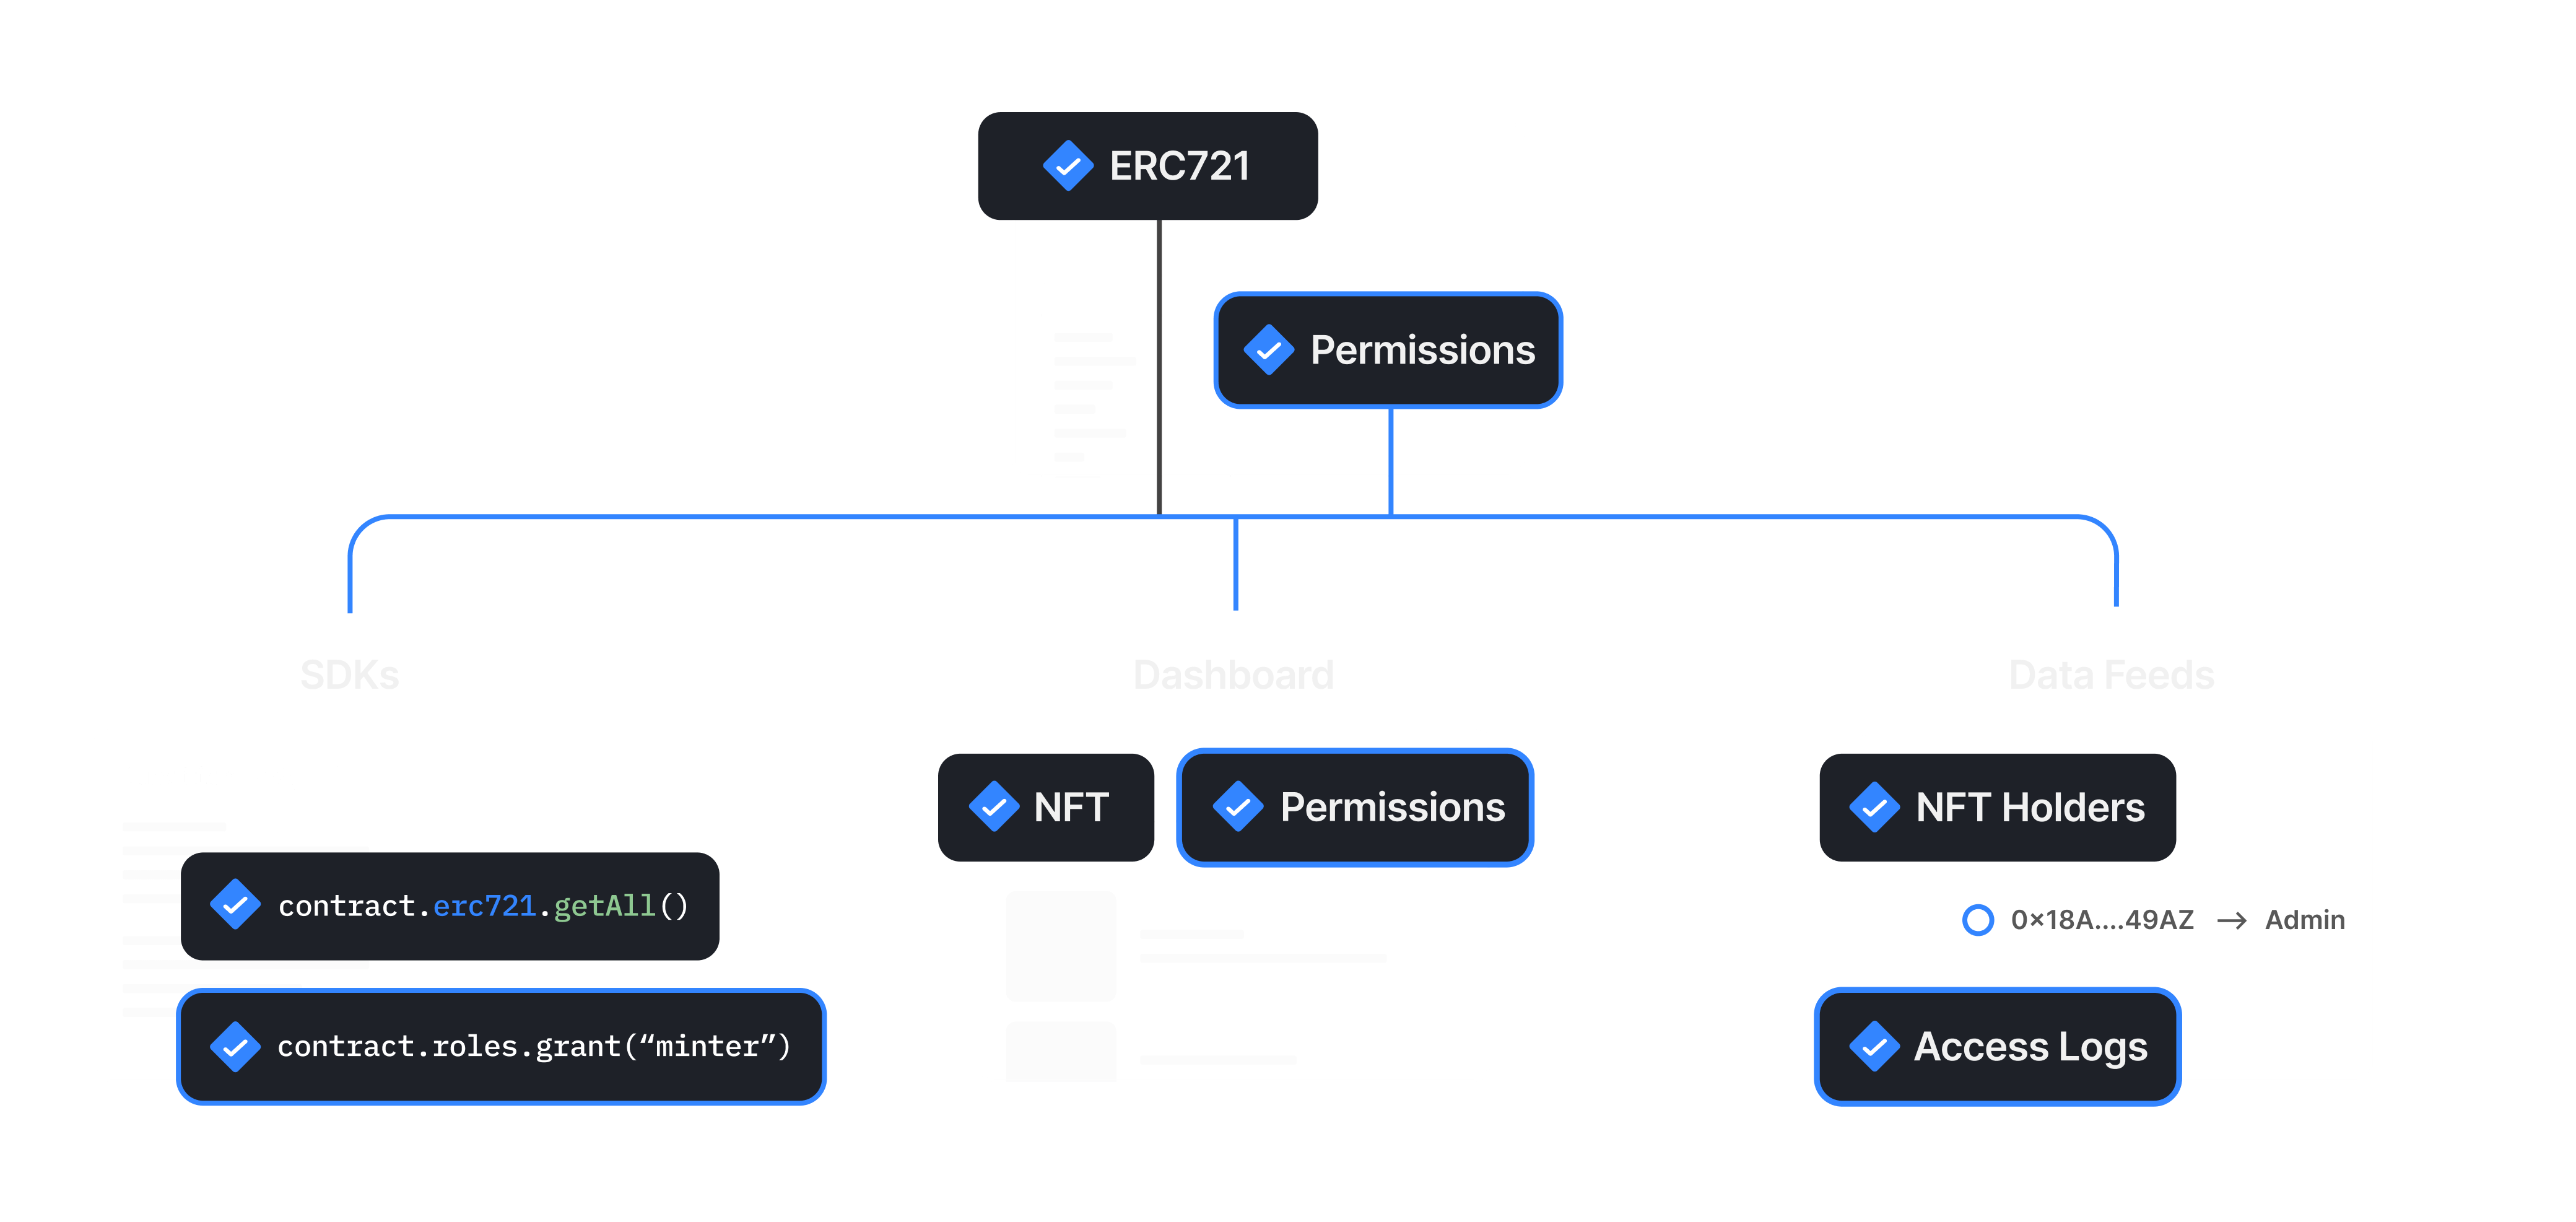 ERC721
Permissions
SDKs
Dashboard
Data Feeds
NFT
Permissions
NFT Holders
contract.erc721.getAll()
0×18A....49AZ → Admin
contract.roles.grant(“minter”)
Access Logs